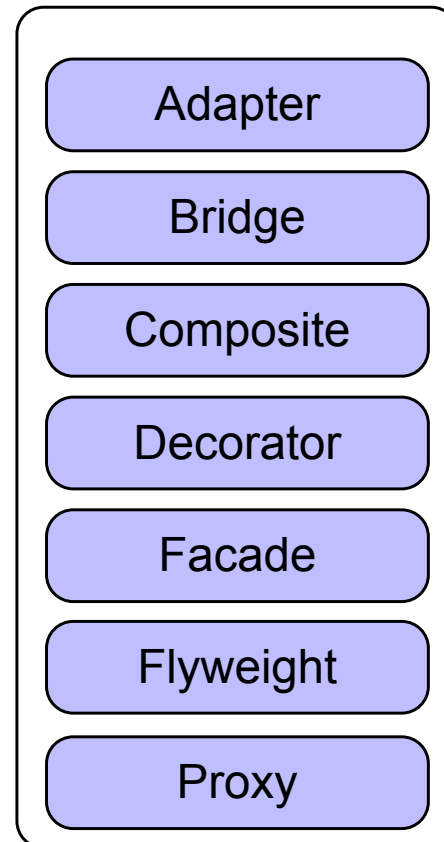 Adapter
Bridge
Composite
Decorator
Facade
Flyweight
Proxy